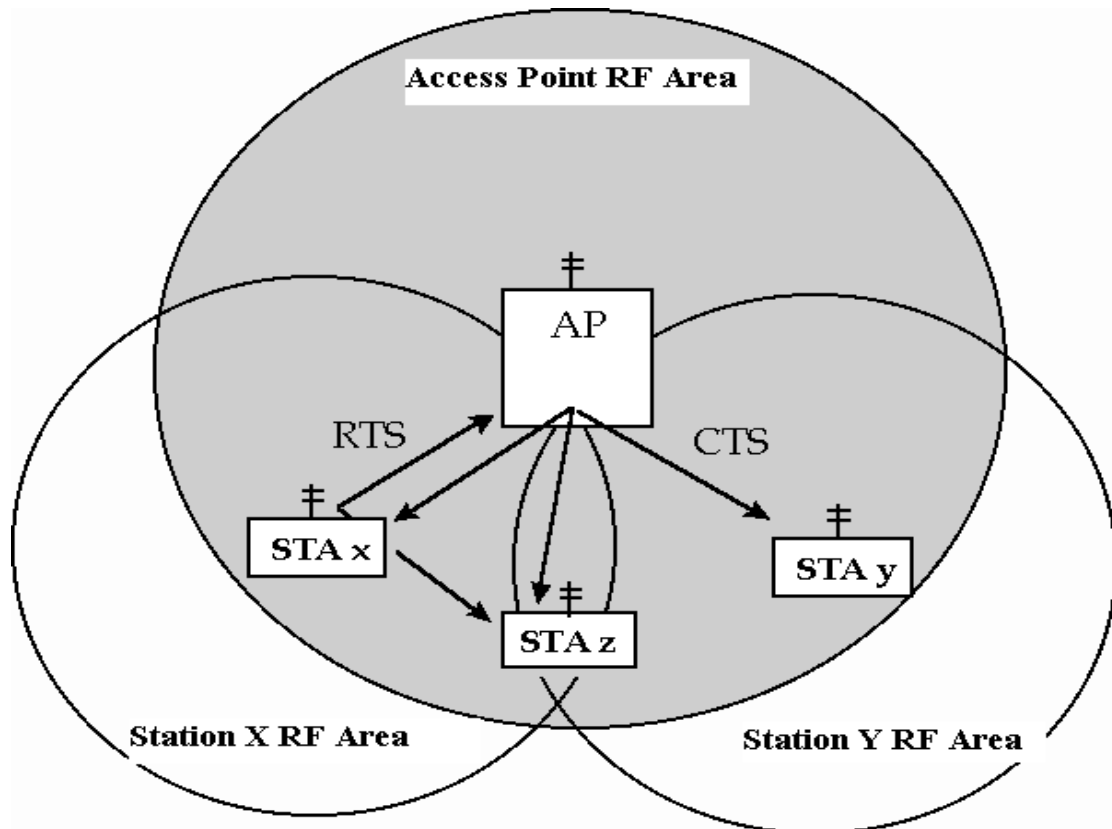 Access Point RF Area
AP
RTS
CTS
STA x
STA y
STA z
Station X RF Area
Station Y RF Area